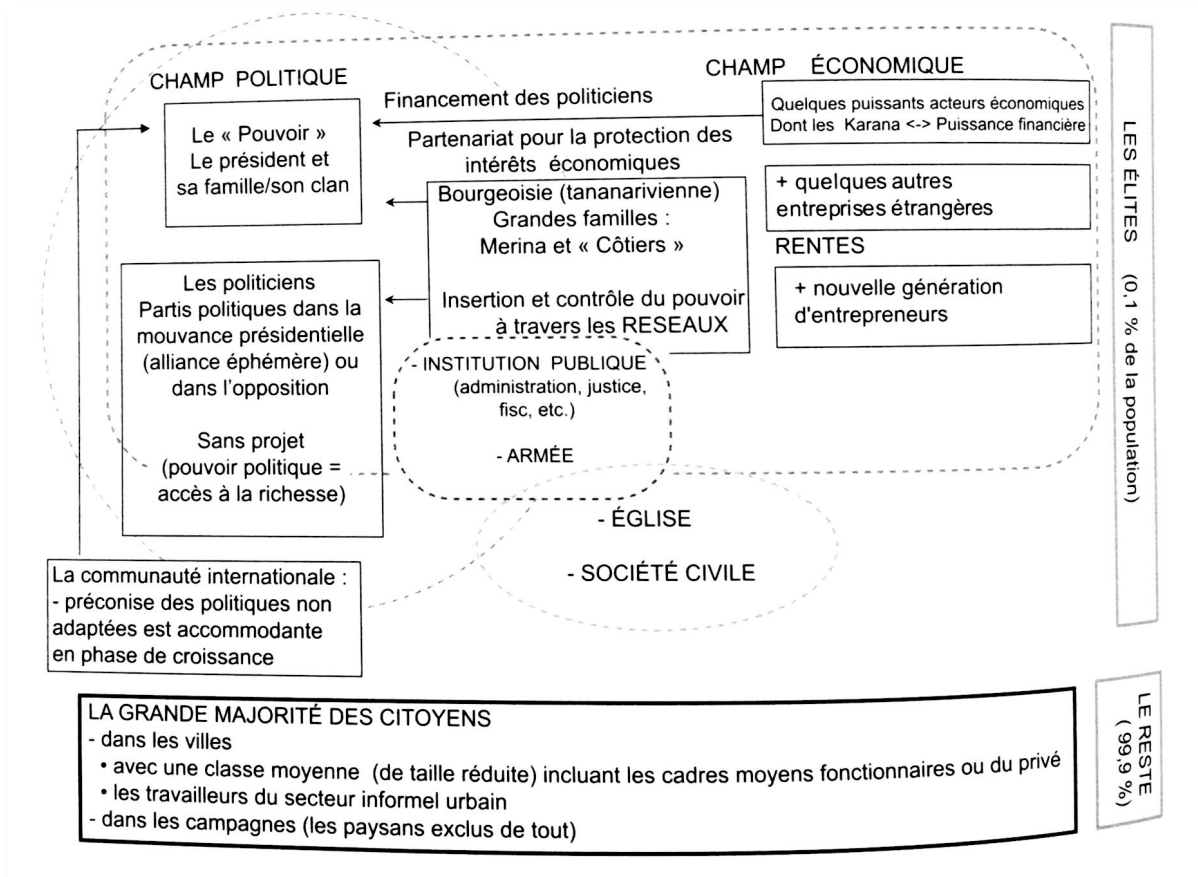 CHAMP POLITIQUE
Le « Pouvoir »
Le président et
sa famille/son clan
Les politiciens
Partis politiques dans la
mouvance présidentielle
(alliance éphémère) ou
dans l'opposition
Sans projet
(pouvoir politique =
accès à la richesse)
La communauté internationale :
- préconise des politiques non
adaptées est accommodante
en phase de croissance
Financement des politiciens
Partenariat pour la protection des
intérêts économiques
Bourgeoisie (tananarivienne)
Grandes familles :
Merina et « Côtiers »
Insertion et contrôle du pouvoir
à travers les RESEAUX
- INSTITUTION PUBLIQUE
(administration, justice,
fisc, etc.)
- ARMÉE
- ÉGLISE
- SOCIÉTÉ CIVILE
CHAMP ÉCONOMIQUE
Quelques puissants acteurs économiques
Dont les Karana <-> Puissance financière
+ quelques autres
entreprises étrangères
RENTES
+ nouvelle génération
d'entrepreneurs
LES ÉLITES (0,1 % de la population)
LA GRANDE MAJORITÉ DES CITOYENS
- dans les villes
• avec une classe moyenne (de taille réduite) incluant les cadres moyens fonctionnaires ou du privé
• les travailleurs du secteur informel urbain
- dans les campagnes (les paysans exclus de tout)
LE RESTE
( 99,9 %)